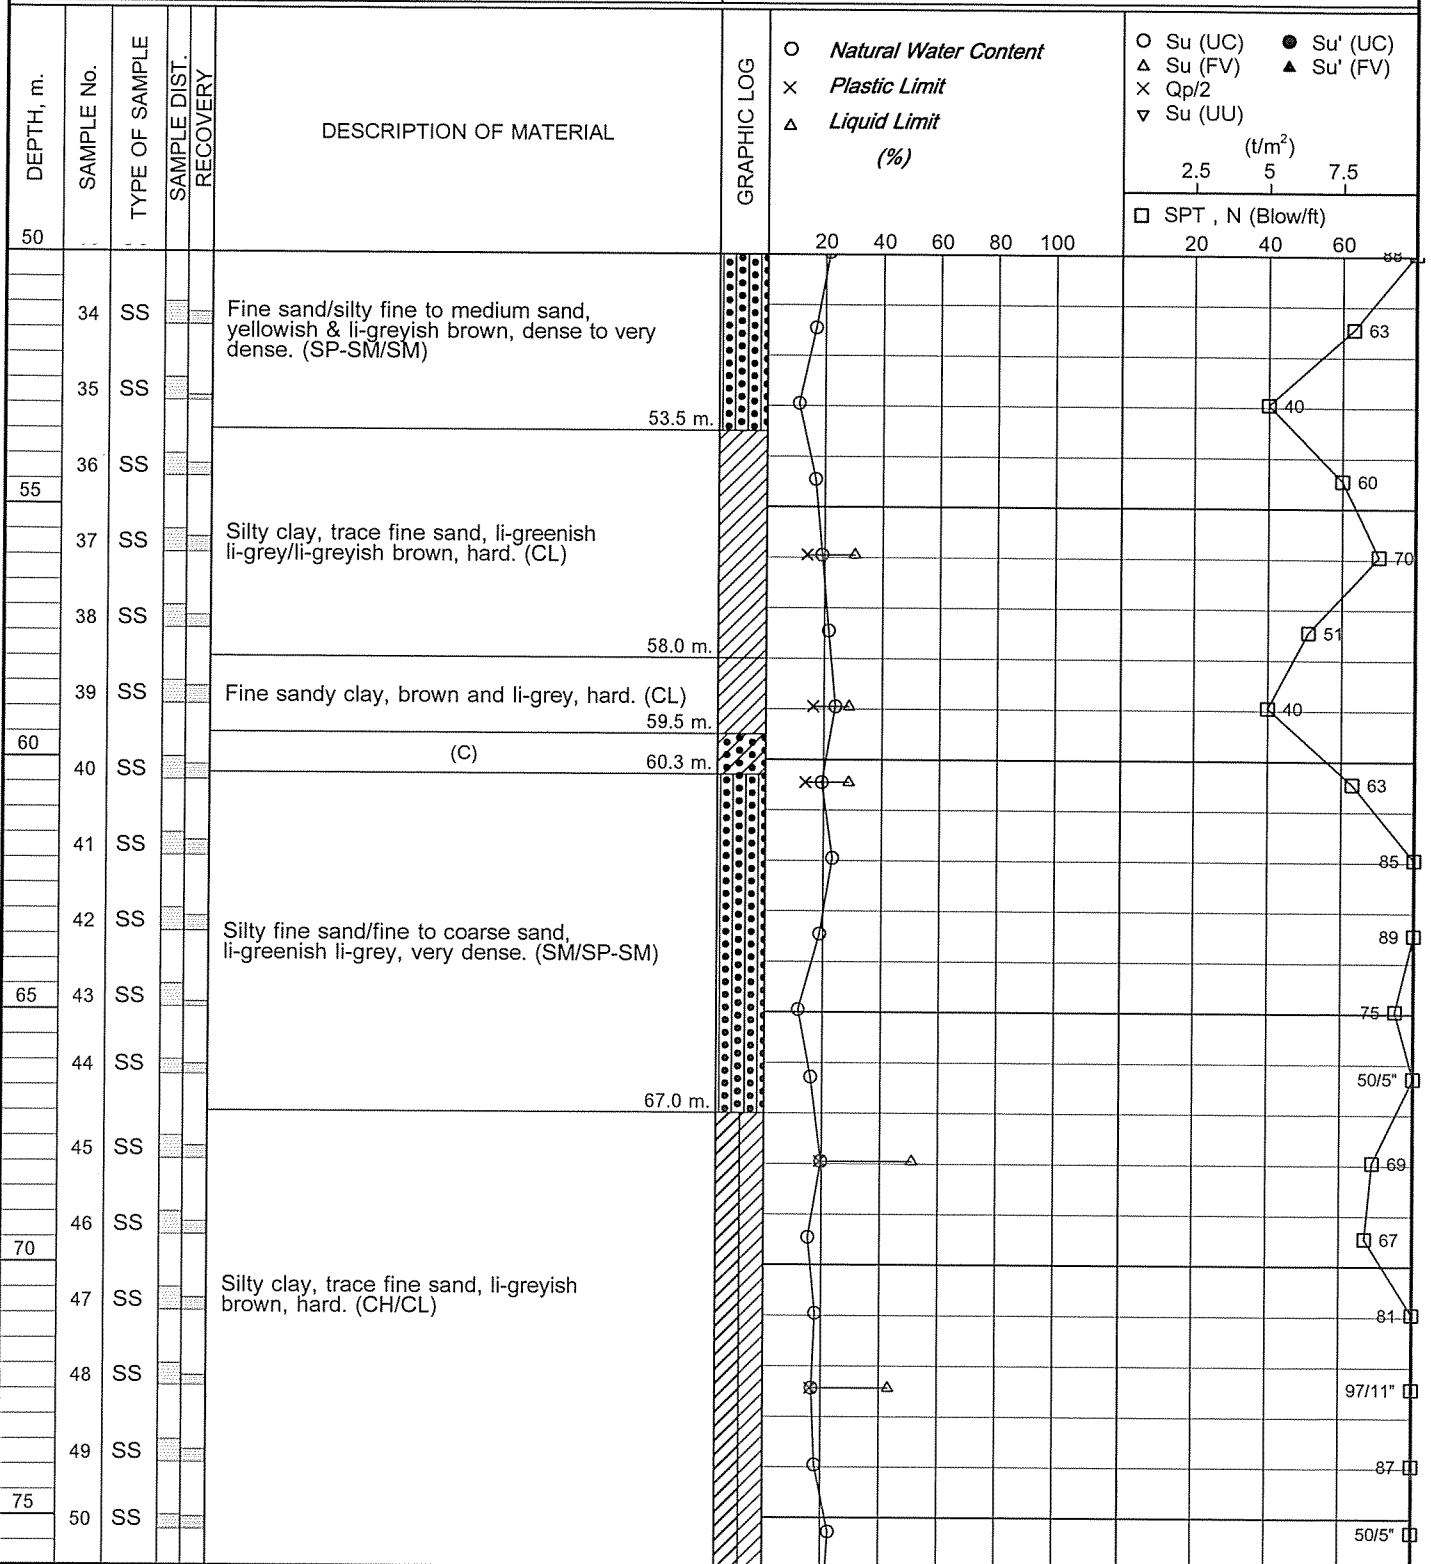 DEPTH, m.
SAMPLE No.
TYPE OF SAMPLE
SAMPLE DIST.
RECOVERY
DESCRIPTION OF MATERIAL
GRAPHIC LOG
○ Natural Water Content
× Plastic Limit
△ Liquid Limit
(%)
○ Su (UC) ● Su' (UC)
△ Su (FV) ▲ Su' (FV)
× Qp/2
▽ Su (UU)
(t/m²)
2.5 5 7.5
□ SPT , N (Blow/ft)
20 40 60 80 100
20 40 60
50
88
34 SS
Fine sand/silty fine to medium sand,
yellowish & li-greyish brown, dense to very
dense. (SP-SM/SM)
63
35 SS
40
53.5 m.
36 SS
60
55
37 SS
Silty clay, trace fine sand, li-greenish
li-grey/li-greyish brown, hard. (CL)
70
38 SS
51
58.0 m.
39 SS
Fine sandy clay, brown and li-grey, hard. (CL)
40
59.5 m.
60
(C)
60.3 m.
40 SS
63
41 SS
85
42 SS
Silty fine sand/fine to coarse sand,
li-greenish li-grey, very dense. (SM/SP-SM)
89
65
43 SS
75
44 SS
50/5"
67.0 m.
45 SS
69
46 SS
67
70
47 SS
Silty clay, trace fine sand, li-greyish
brown, hard. (CH/CL)
81
48 SS
97/11"
49 SS
87
75
50 SS
50/5"